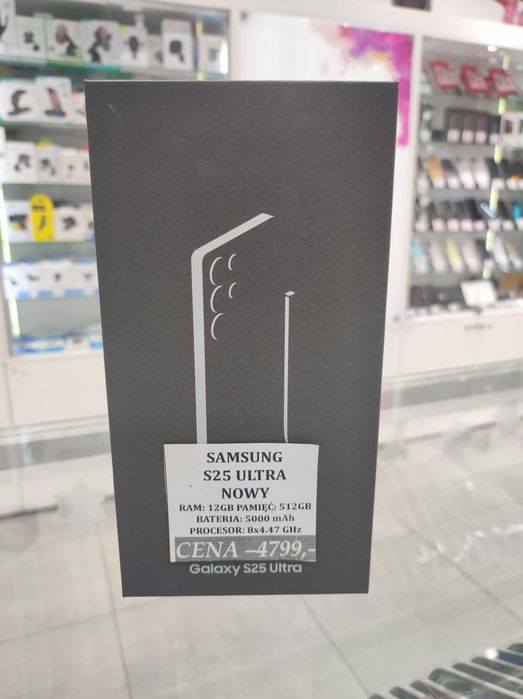 SAMSUNG
S25 ULTRA
NOWY
RAM: 12GB PAMIĘĆ: 512GB
BATERIA: 5000 mAh
PROCESOR: 8x4.47 GHz
CENA –4799,-
Galaxy S25 Ultra